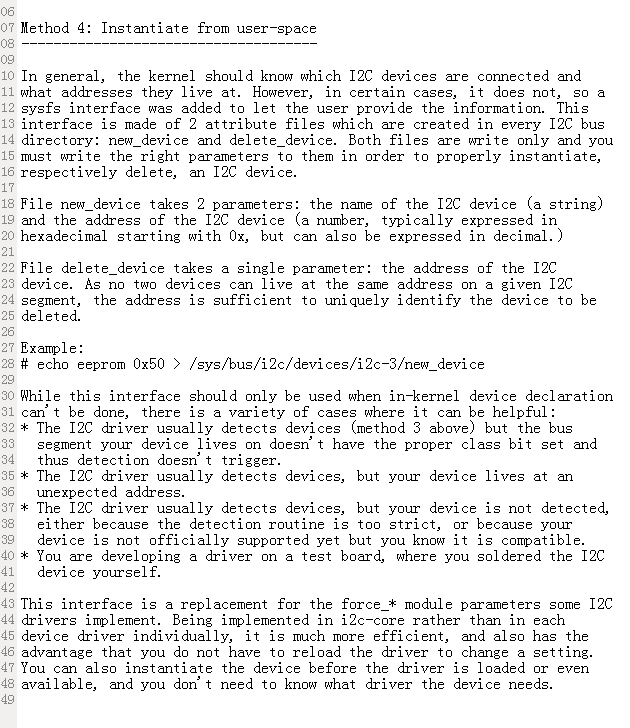 06
07 Method 4: Instantiate from user-space
08 -------------------------------------
09
10 In general, the kernel should know which I2C devices are connected and
11 what addresses they live at. However, in certain cases, it does not, so a
12 sysfs interface was added to let the user provide the information. This
13 interface is made of 2 attribute files which are created in every I2C bus
14 directory: new_device and delete_device. Both files are write only and you
15 must write the right parameters to them in order to properly instantiate,
16 respectively delete, an I2C device.
17
18 File new_device takes 2 parameters: the name of the I2C device (a string)
19 and the address of the I2C device (a number, typically expressed in
20 hexadecimal starting with 0x, but can also be expressed in decimal.)
21
22 File delete_device takes a single parameter: the address of the I2C
23 device. As no two devices can live at the same address on a given I2C
24 segment, the address is sufficient to uniquely identify the device to be
25 deleted.
26
27 Example:
28 # echo eeprom 0x50 > /sys/bus/i2c/devices/i2c-3/new_device
29
30 While this interface should only be used when in-kernel device declaration
31 can't be done, there is a variety of cases where it can be helpful:
32 * The I2C driver usually detects devices (method 3 above) but the bus
33   segment your device lives on doesn't have the proper class bit set and
34   thus detection doesn't trigger.
35 * The I2C driver usually detects devices, but your device lives at an
36   unexpected address.
37 * The I2C driver usually detects devices, but your device is not detected,
38   either because the detection routine is too strict, or because your
39   device is not officially supported yet but you know it is compatible.
40 * You are developing a driver on a test board, where you soldered the I2C
41   device yourself.
42
43 This interface is a replacement for the force_* module parameters some I2C
44 drivers implement. Being implemented in i2c-core rather than in each
45 device driver individually, it is much more efficient, and also has the
46 advantage that you do not have to reload the driver to change a setting.
47 You can also instantiate the device before the driver is loaded or even
48 available, and you don't need to know what driver the device needs.
49